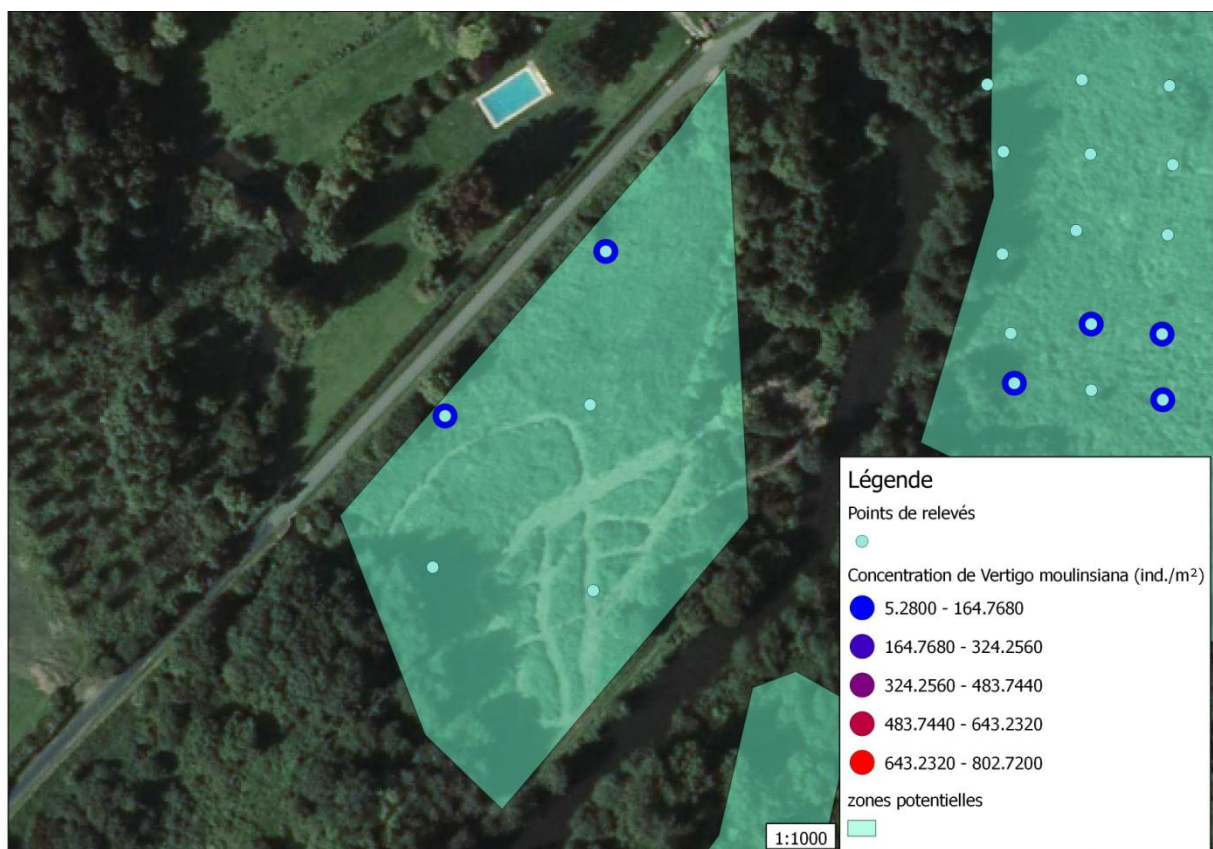 Légende
Points de relevés
Concentration de Vertigo moulinsiana (ind./m²)
5.2800 - 164.7680
164.7680 - 324.2560
324.2560 - 483.7440
483.7440 - 643.2320
643.2320 - 802.7200
zones potentielles
1:1000